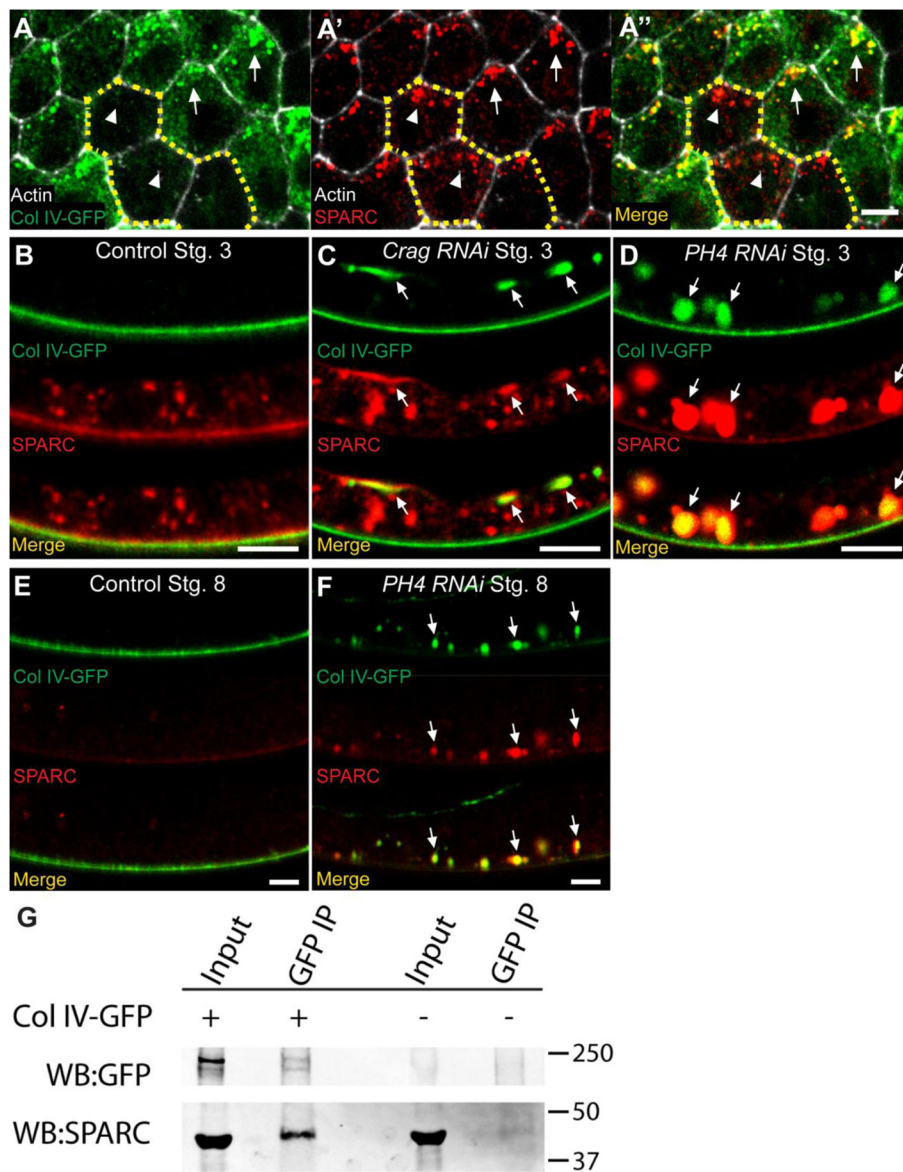 A
A’
A’’
Actin
Col IV-GFP
Actin
SPARC
Merge
B Control Stg. 3
Col IV-GFP
SPARC
Merge
C Crag RNAi Stg. 3
Col IV-GFP
SPARC
Merge
D PH4 RNAi Stg. 3
Col IV-GFP
SPARC
Merge
E Control Stg. 8
Col IV-GFP
SPARC
Merge
F PH4 RNAi Stg. 8
Col IV-GFP
SPARC
Merge
G
Input GFP IP Input GFP IP
Col IV-GFP + + - -
WB:GFP 250
WB:SPARC 50
37